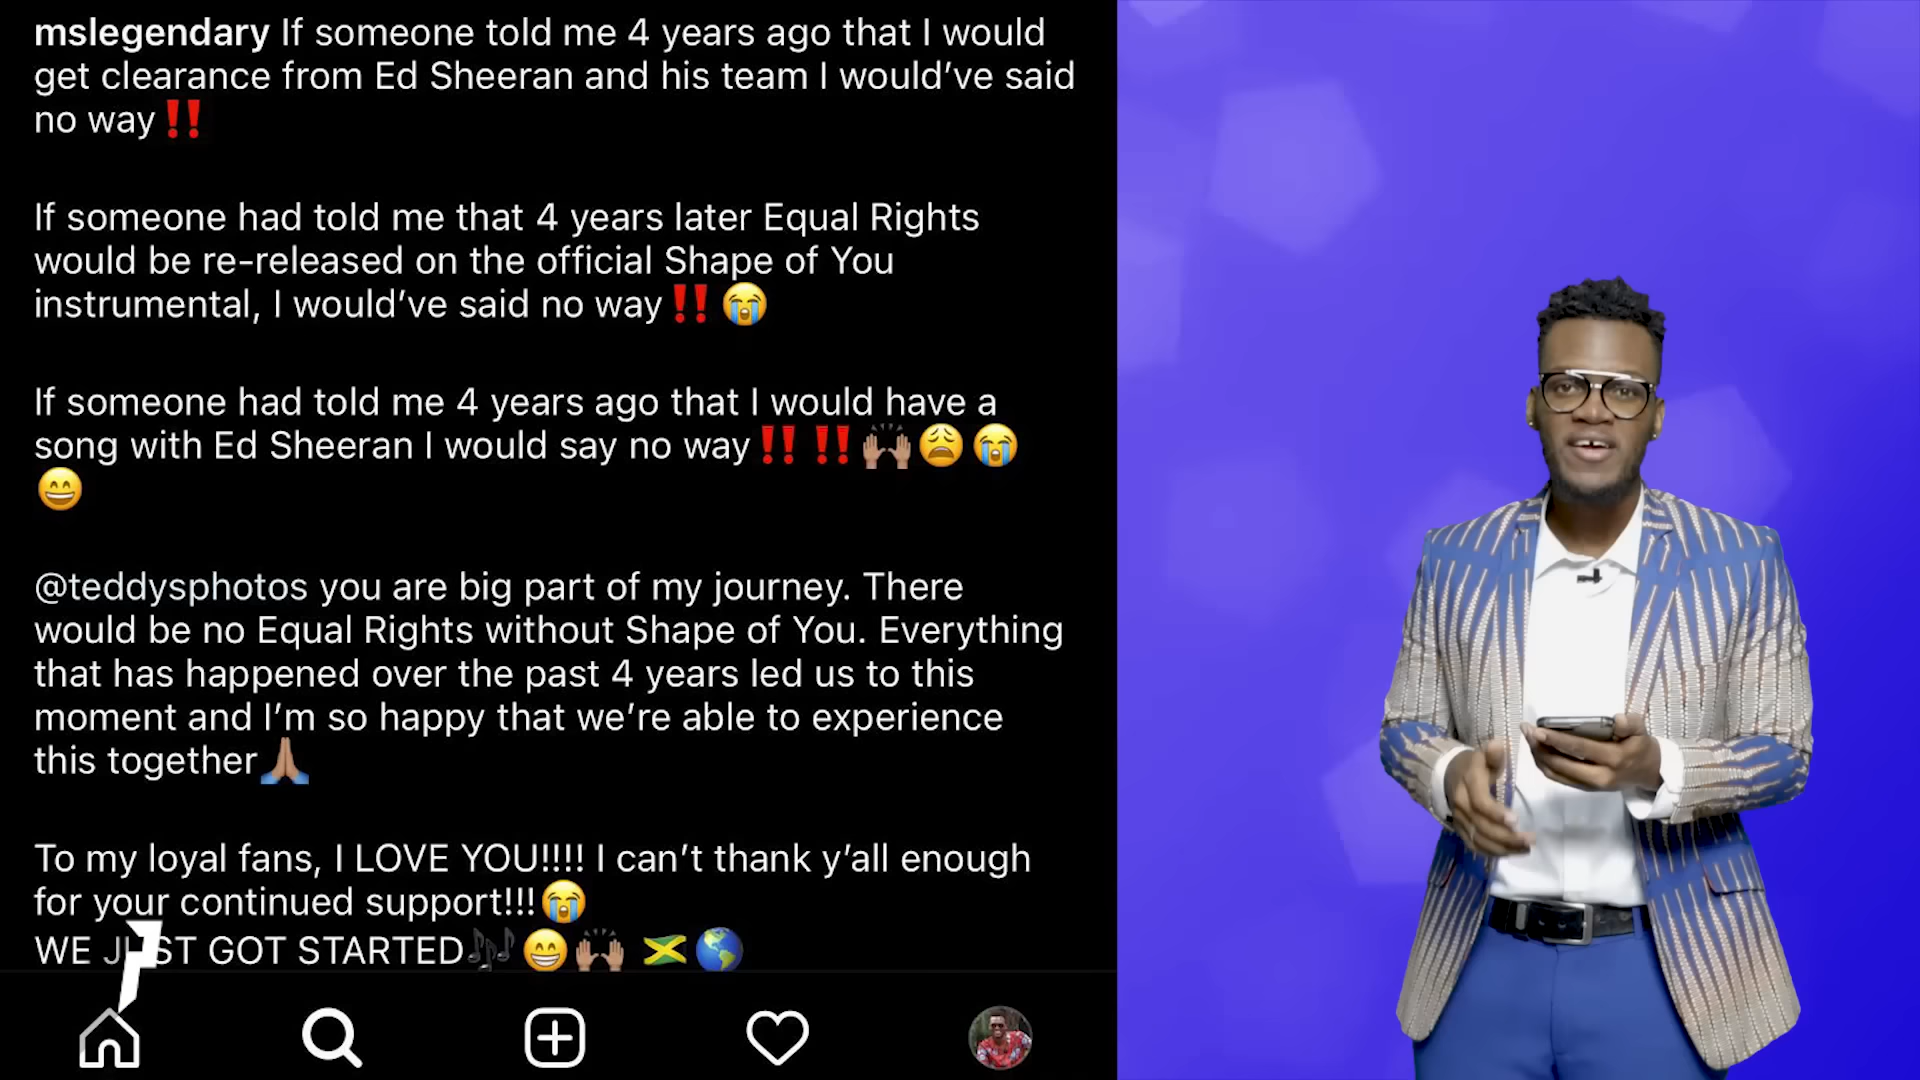 mslegendary If someone told me 4 years ago that I would
get clearance from Ed Sheeran and his team I would've said
no way‼️
If someone had told me that 4 years later Equal Rights
would be re-released on the official Shape of You
instrumental, I would've said no way‼️😭
If someone had told me 4 years ago that I would have a
song with Ed Sheeran I would say no way‼️‼️🙌🏽😩😭
😄
@teddysphotos you are big part of my journey. There
would be no Equal Rights without Shape of You. Everything
that has happened over the past 4 years led us to this
moment and I'm so happy that we're able to experience
this together🙏🏽
To my loyal fans, I LOVE YOU!!!! I can't thank y'all enough
for your continued support!!!😭
WE JUST GOT STARTED🎶😁🙌🏽 🇯🇲🌎